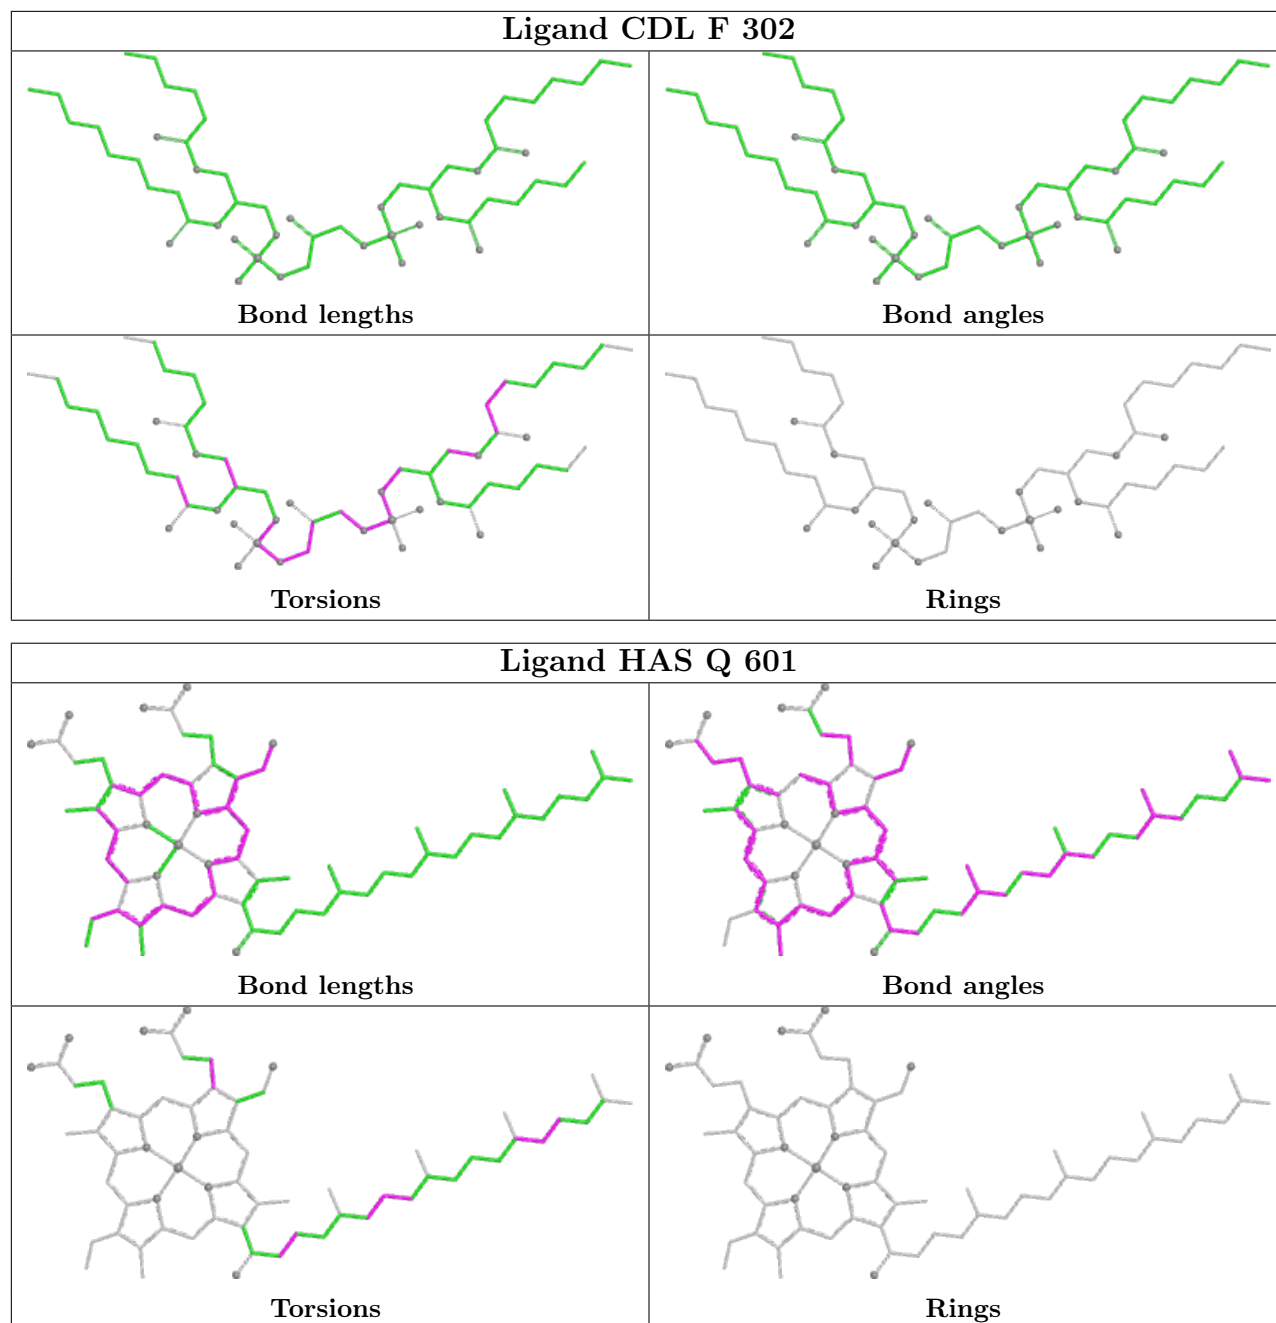 Ligand CDL F 302
Bond lengths
Bond angles
Torsions
Rings
Ligand HAS Q 601
Bond lengths
Bond angles
Torsions
Rings